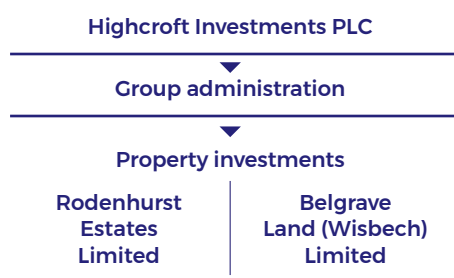 Highcroft Investments PLC
Group administration
Property investments
Rodenhurst
Estates
Limited
Belgrave
Land (Wisbech)
Limited